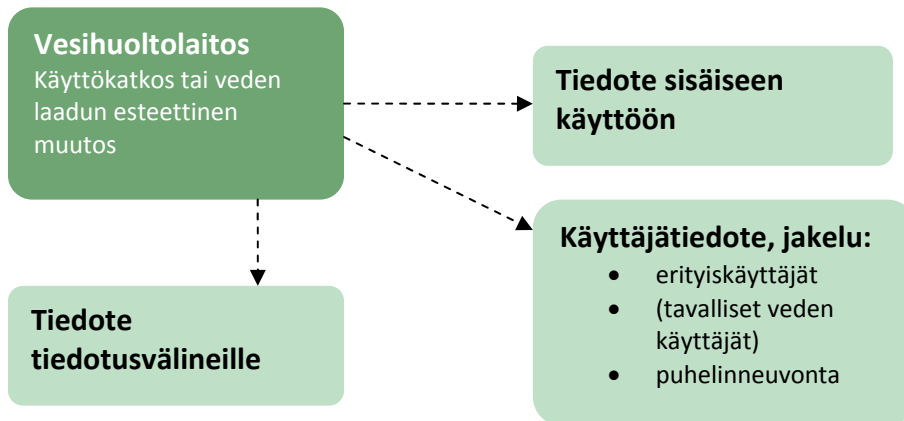 Vesihuoltolaitos
Käyttökatkos tai veden
laadun esteettinen
muutos
Tiedote sisäiseen
käyttöön
Käyttäjätiedote, jakelu:
• erityiskäyttäjät
• (tavalliset veden
käyttäjät)
• puhelinneuvonta
Tiedote
tiedotusvälineille